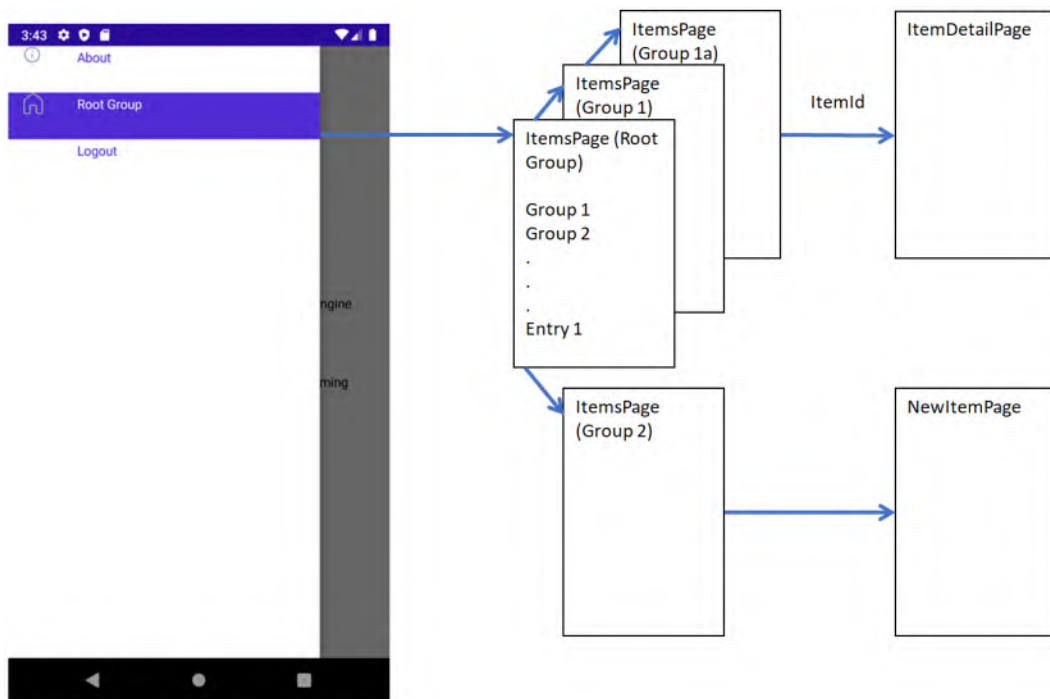 3:43
About
Root Group
Logout
ngine
ming
ItemsPage
(Group 1a)
ItemsPage
(Group 1)
ItemsPage (Root
Group)
Group 1
Group 2
.
.
.
Entry 1
ItemId
ItemDetailPage
ItemsPage
(Group 2)
NewItemPage